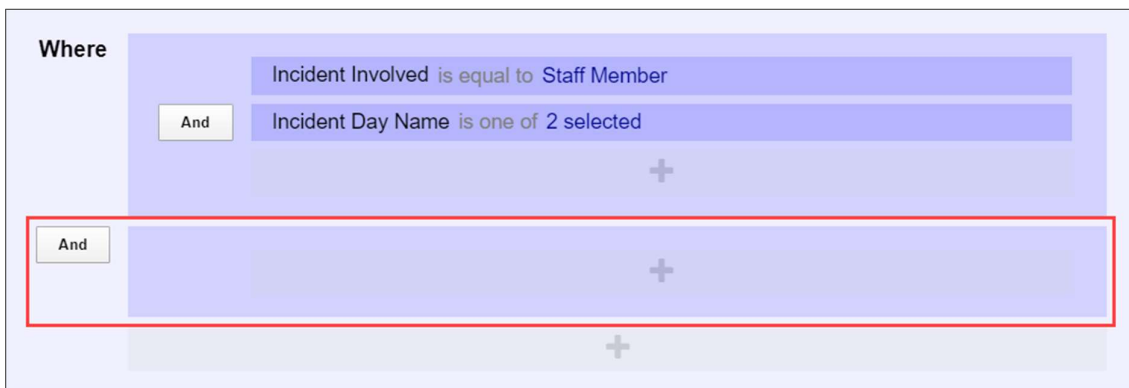 Where
Incident Involved is equal to Staff Member
And
Incident Day Name is one of 2 selected
And